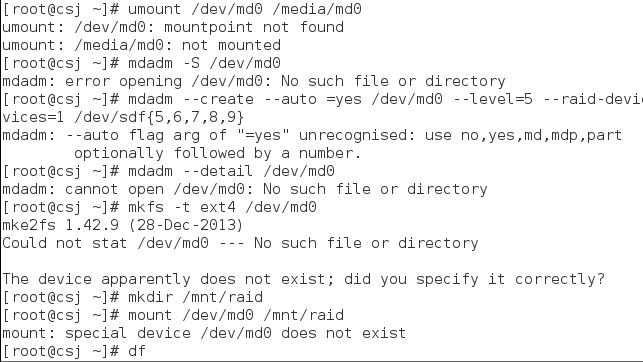 [root@csj ~]# umount /dev/md0 /media/md0
umount: /dev/md0: mountpoint not found
umount: /media/md0: not mounted
[root@csj ~]# mdadm -S /dev/md0
mdadm: error opening /dev/md0: No such file or directory
[root@csj ~]# mdadm --create --auto =yes /dev/md0 --level=5 --raid-devic
vices=1 /dev/sdf{5,6,7,8,9}
mdadm: --auto flag arg of "=yes" unrecognised: use no,yes,md,mdp,part
optionally followed by a number.
[root@csj ~]# mdadm --detail /dev/md0
mdadm: cannot open /dev/md0: No such file or directory
[root@csj ~]# mkfs -t ext4 /dev/md0
mke2fs 1.42.9 (28-Dec-2013)
Could not stat /dev/md0 --- No such file or directory
The device apparently does not exist; did you specify it correctly?
[root@csj ~]# mkdir /mnt/raid
[root@csj ~]# mount /dev/md0 /mnt/raid
mount: special device /dev/md0 does not exist
[root@csj ~]# df